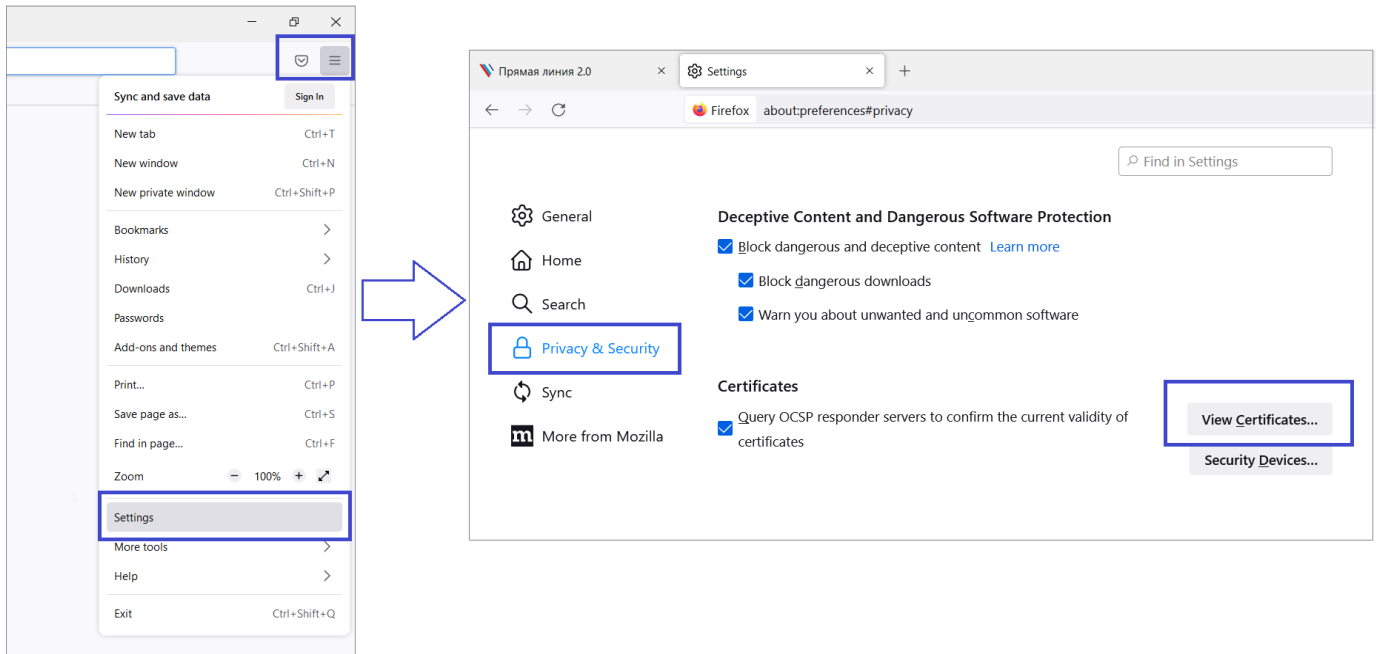 Sync and save data
Sign In
New tab Ctrl+T
New window Ctrl+N
New private window Ctrl+Shift+P
Bookmarks
History
Downloads Ctrl+J
Passwords
Add-ons and themes Ctrl+Shift+A
Print... Ctrl+P
Save page as... Ctrl+S
Find in page... Ctrl+F
Zoom 100%
Settings
More tools
Help
Exit Ctrl+Shift+Q
Прямая линия 2.0
Settings
Firefox about:preferences#privacy
Find in Settings
General
Home
Search
Privacy & Security
Sync
More from Mozilla
Deceptive Content and Dangerous Software Protection
Block dangerous and deceptive content Learn more
Block dangerous downloads
Warn you about unwanted and uncommon software
Certificates
Query OCSP responder servers to confirm the current validity of
certificates
View Certificates...
Security Devices...